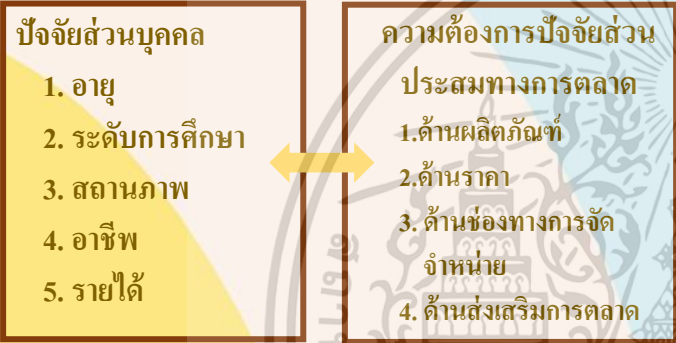 ปัจจัยส่วนบุคคล
1. อายุ
2. ระดับการศึกษา
3. สถานภาพ
4. อาชีพ
5. รายได้
ความต้องการปัจจัยส่วน
ประสมทางการตลาด
1.ด้านผลิตภัณฑ์
2.ด้านราคา
3. ด้านช่องทางการจัด
จำหน่าย
4. ด้านส่งเสริมการตลาด